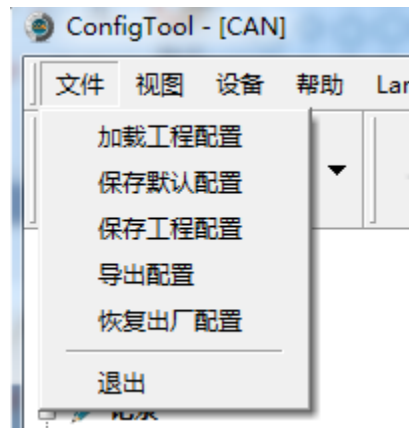 ConfigTool - [CAN]
文件 视图 设备 帮助 Lan
加载工程配置
保存默认配置
保存工程配置
导出配置
恢复出厂配置
退出